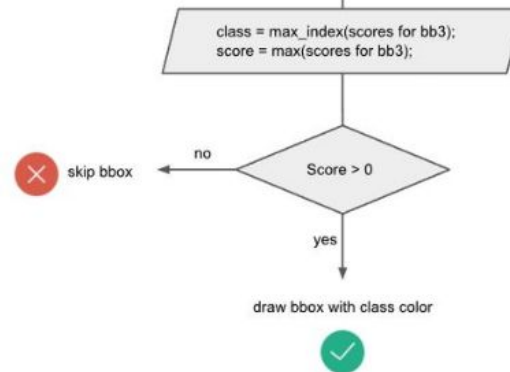 class = max_index(scores for bb3);
score = max(scores for bb3);
Score > 0
no
skip bbox
yes
draw bbox with class color